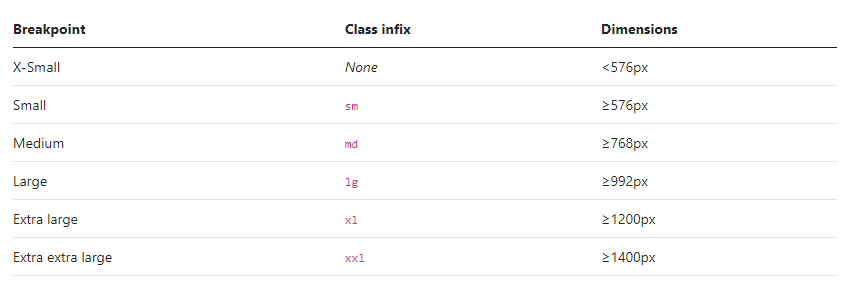 Breakpoint Class infix Dimensions
X-Small None <576px
Small sm ≥576px
Medium md ≥768px
Large lg ≥992px
Extra large xl ≥1200px
Extra extra large xxl ≥1400px